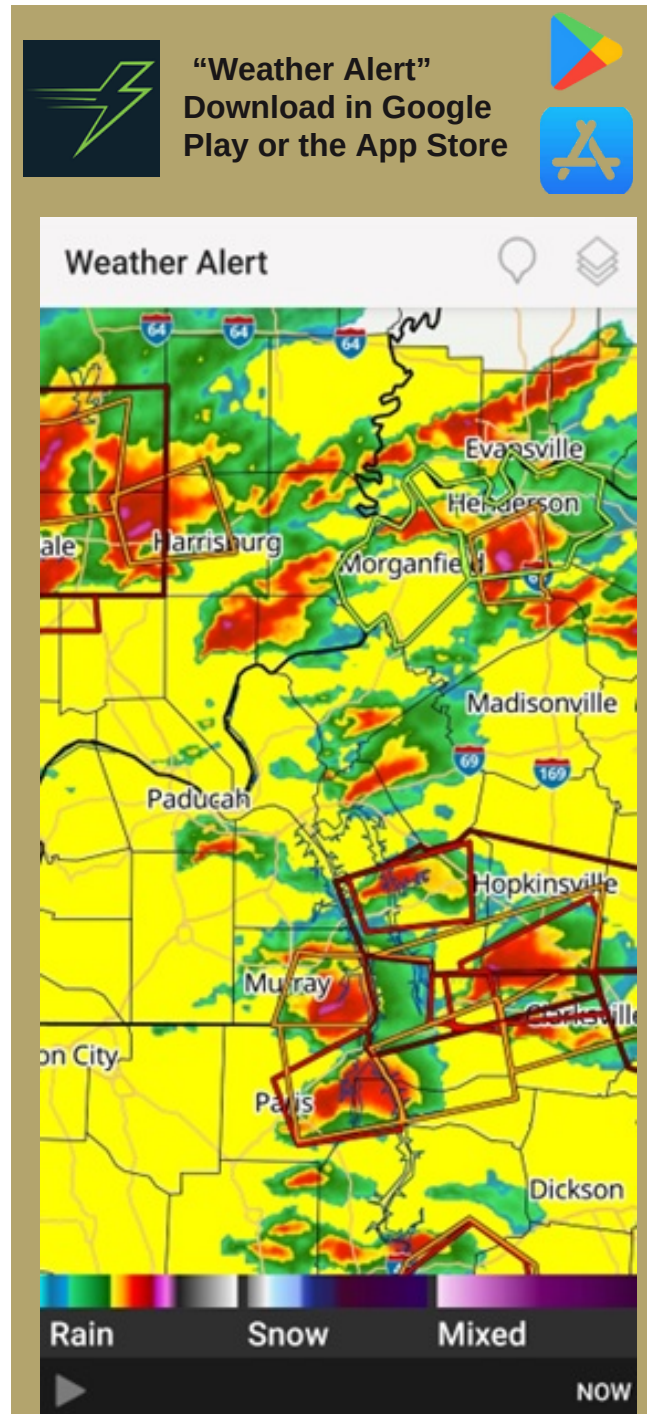 “Weather Alert”
Download in Google
Play or the App Store
Weather Alert
64
64
64
Evansville
Henderson
ale
Harrisburg
Morganfield
Madisonville
69
169
Paducah
Hopkinsville
Murray
Clarksville
on City
Paris
Dickson
Rain
Snow
Mixed
NOW